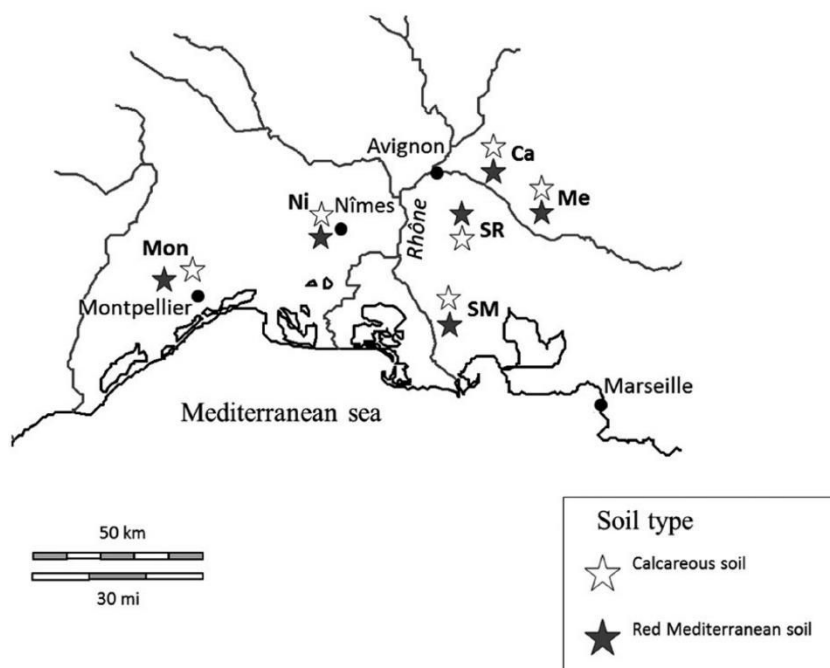 Avignon
Ca
Me
Ni
Nîmes
Rhône
SR
Mon
Montpellier
SM
Marseille
Mediterranean sea
50 km
30 mi
Soil type
Calcareous soil
Red Mediterranean soil